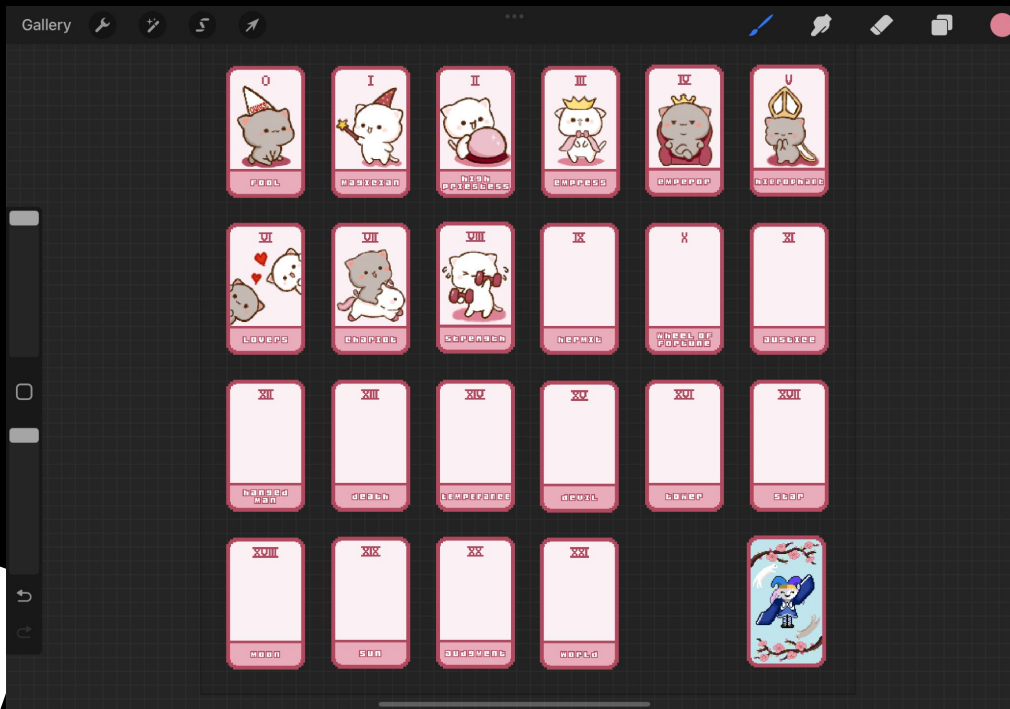 Gallery
0
I
II
III
IV
V
FOOL
MAGICIAN
HIGH
PRIESTESS
EMPRESS
EMPEROR
HIEROPHANT
VI
VII
VIII
IX
X
XI
LOVERS
CHARIOT
STRENGTH
HERMIT
WHEEL OF
FORTUNE
JUSTICE
XII
XIII
XIV
XV
XVI
XVII
HANGED
MAN
DEATH
TEMPERANCE
DEVIL
TOWER
STAR
XVIII
XIX
XX
XXI
MOON
SUN
JUDGMENT
WORLD